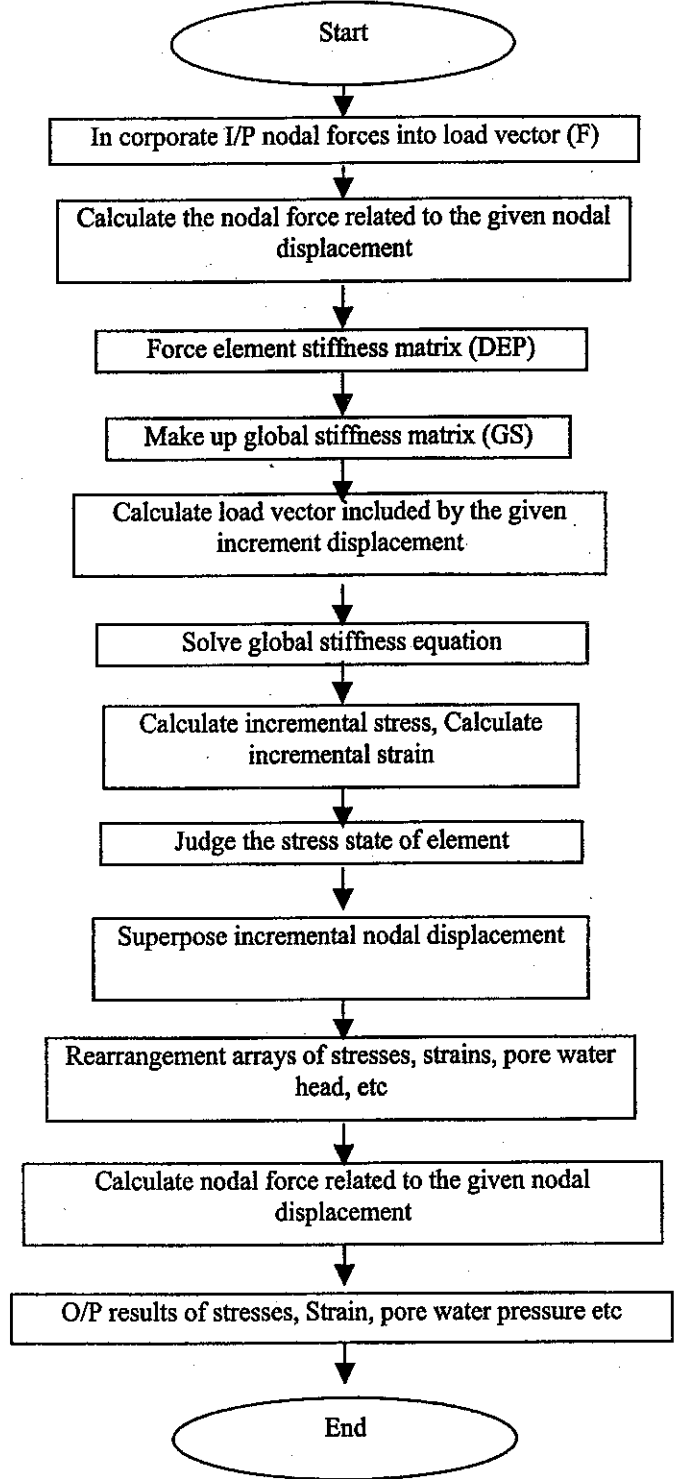 Start
In corporate I/P nodal forces into load vector (F)
Calculate the nodal force related to the given nodal
displacement
Force element stiffness matrix (DEP)
Make up global stiffness matrix (GS)
Calculate load vector included by the given
increment displacement
Solve global stiffness equation
Calculate incremental stress, Calculate
incremental strain
Judge the stress state of element
Superpose incremental nodal displacement
Rearrangement arrays of stresses, strains, pore water
head, etc
Calculate nodal force related to the given nodal
displacement
O/P results of stresses, Strain, pore water pressure etc
End